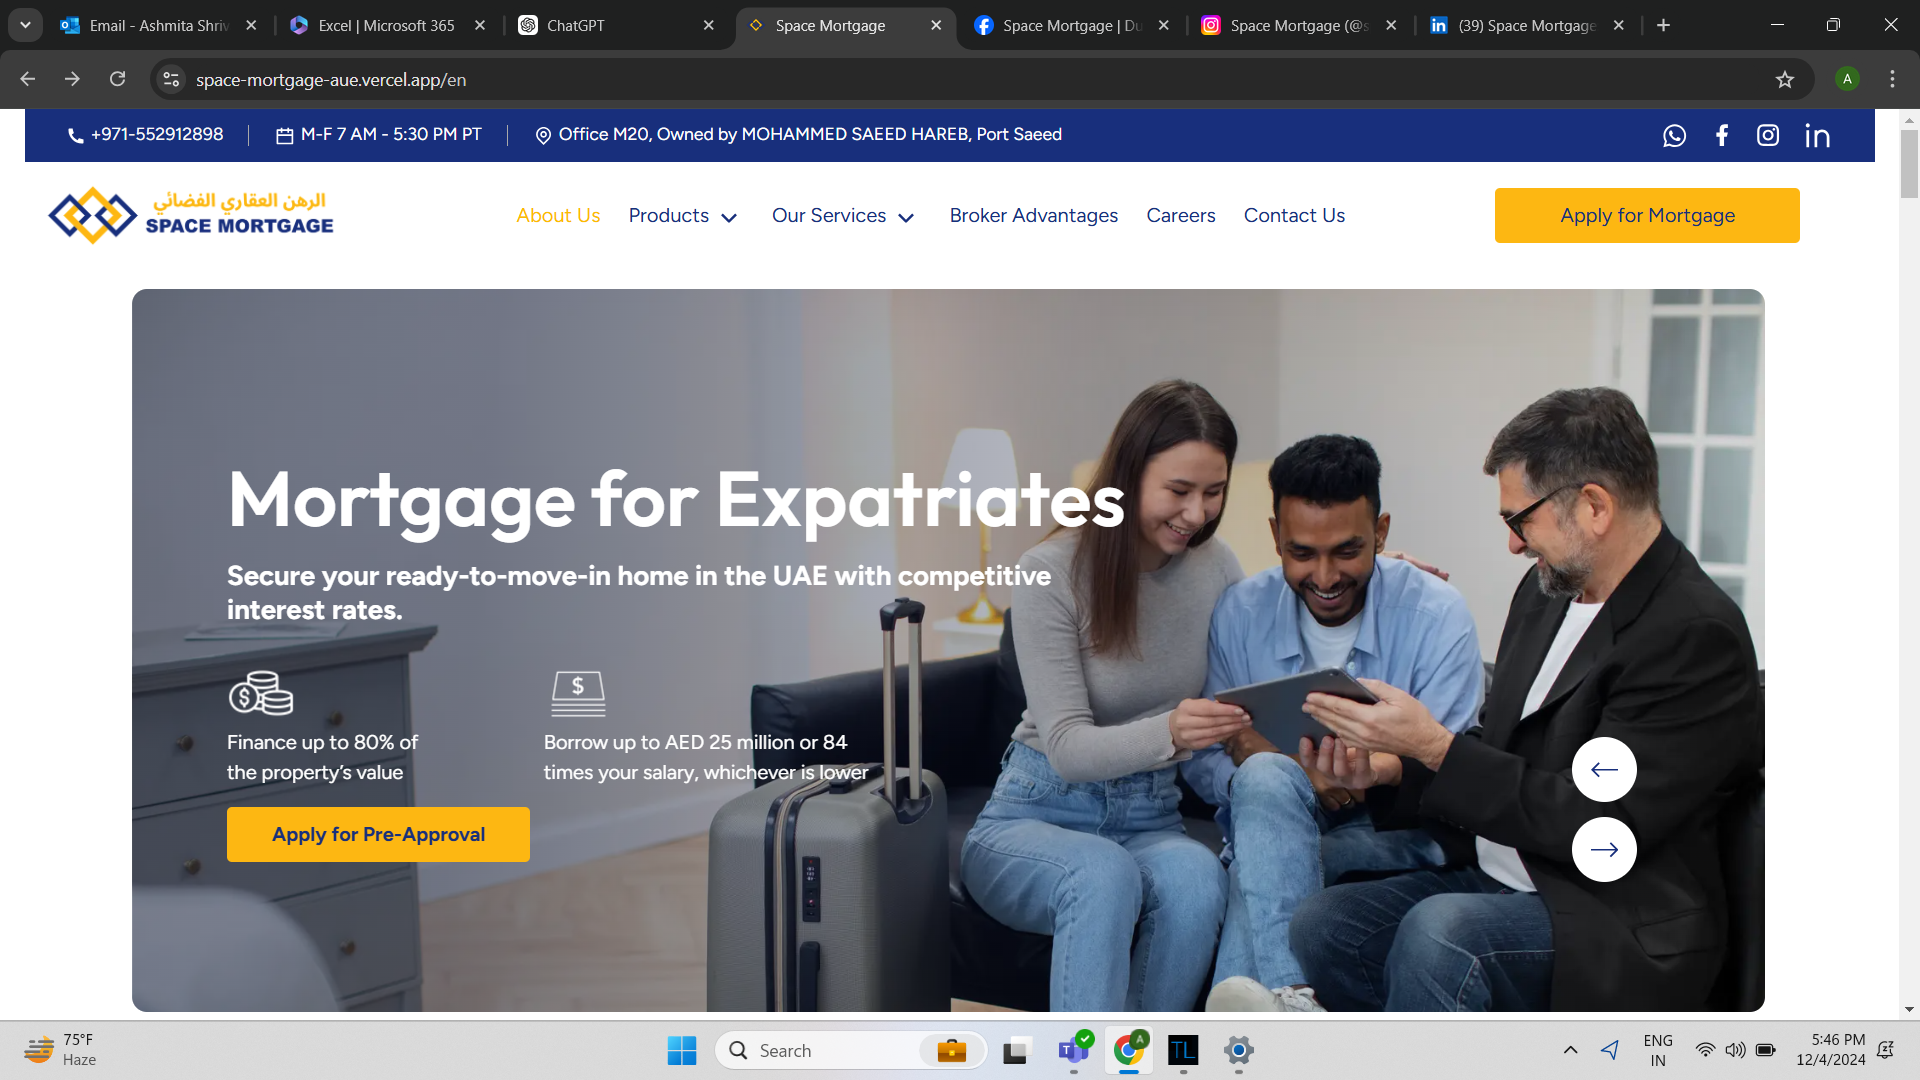 Email - Ashmita Shriv
Excel | Microsoft 365
ChatGPT
Space Mortgage
Space Mortgage | Du
Space Mortgage (@s
(39) Space Mortgage
space-mortgage-aue.vercel.app/en
A
+971-552912898
M-F 7 AM - 5:30 PM PT
Office M20, Owned by MOHAMMED SAEED HAREB, Port Saeed
الرهن العقاري الفضائي
SPACE MORTGAGE
About Us
Products
Our Services
Broker Advantages
Careers
Contact Us
Apply for Mortgage
Mortgage for Expatriates
Secure your ready-to-move-in home in the UAE with competitive
interest rates.
Finance up to 80% of
the property’s value
Borrow up to AED 25 million or 84
times your salary, whichever is lower
Apply for Pre-Approval
75°F
Haze
Search
A
TL
ENG
IN
5:46 PM
12/4/2024